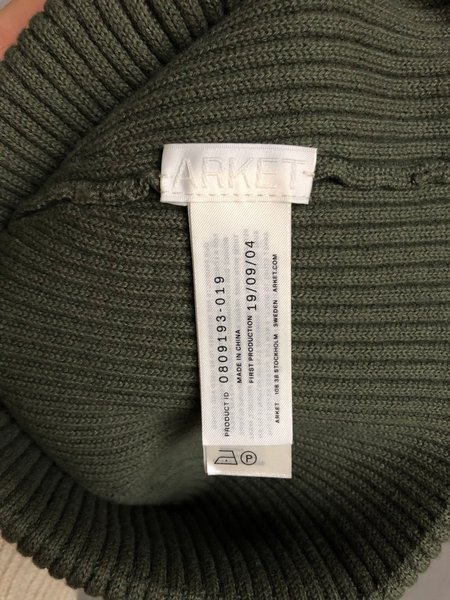 ARKET
PRODUCT ID 0809193-019
MADE IN CHINA
FIRST PRODUCTION 19/09/04
ARKET 106 38 STOCKHOLM SWEDEN ARKET.COM
P